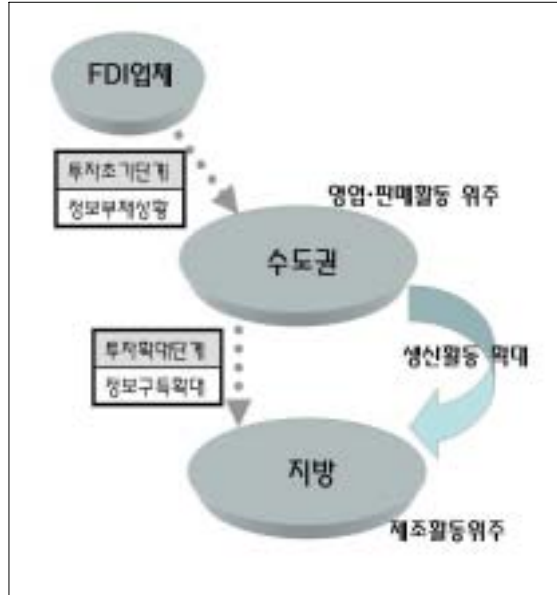 FDI업체
투자초기단계
정보부재상황
영업·판매활동 위주
수도권
투자확대단계
정보구득확대
생산활동 확대
지방
제조활동위주